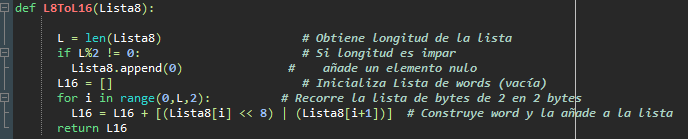 def L8ToL16(Lista8):
L = len(Lista8) # Obtiene longitud de la lista
if L%2 != 0: # Si longitud es impar
Lista8.append(0) # añade un elemento nulo
L16 = [] # Inicializa Lista de words (vacía)
for i in range(0,L,2): # Recorre la lista de bytes de 2 en 2 bytes
L16 = L16 + [(Lista8[i] << 8) | (Lista8[i+1])] # Construye word y la añade a la lista
return L16